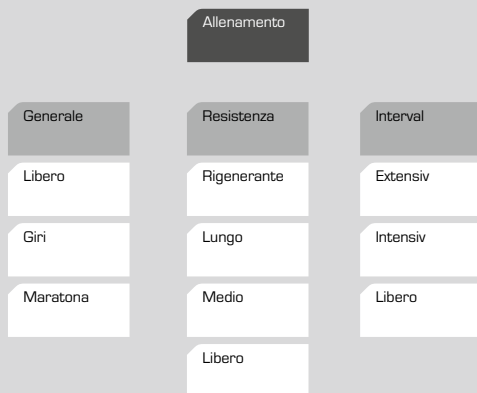 Allenamento
Generale
Libero
Giri
Maratona
Resistenza
Rigenerante
Lungo
Medio
Libero
Interval
Extensiv
Intensiv
Libero